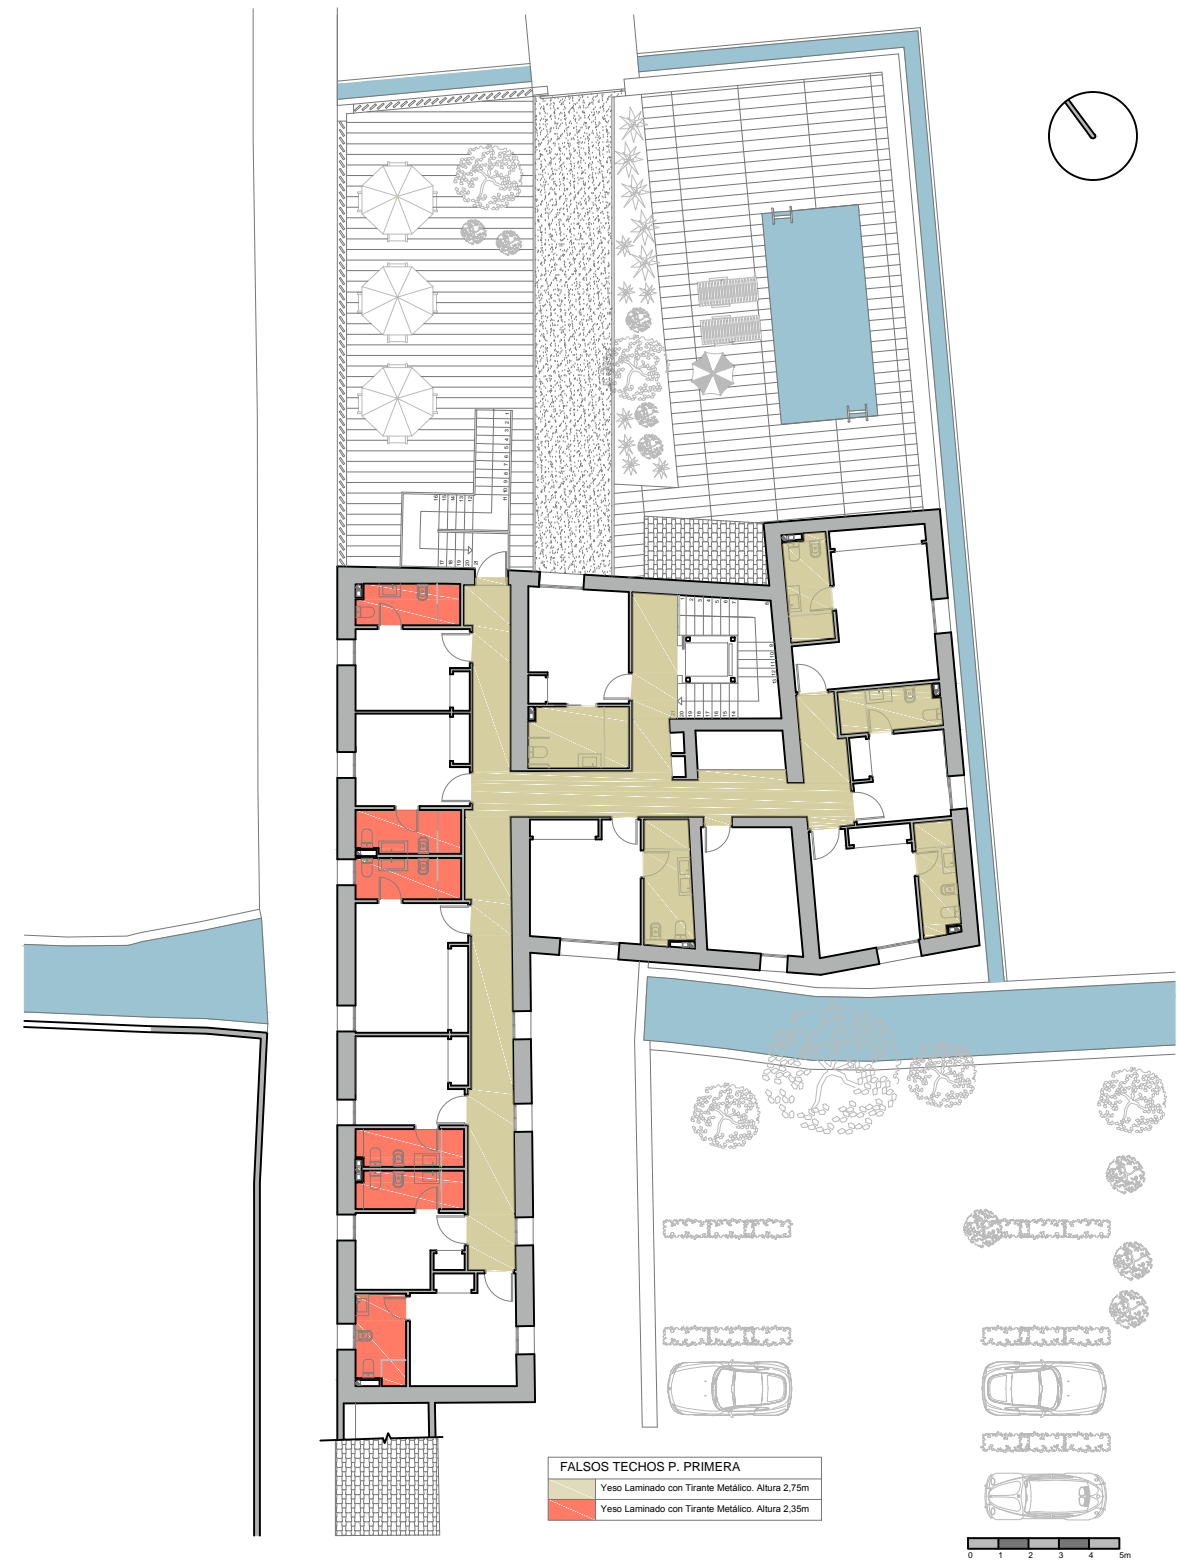 FALSOS TECHOS P. PRIMERA
Yeso Laminado con Tirante Metálico. Altura 2,75m
Yeso Laminado con Tirante Metálico. Altura 2,35m
0 1 2 3 4 5m